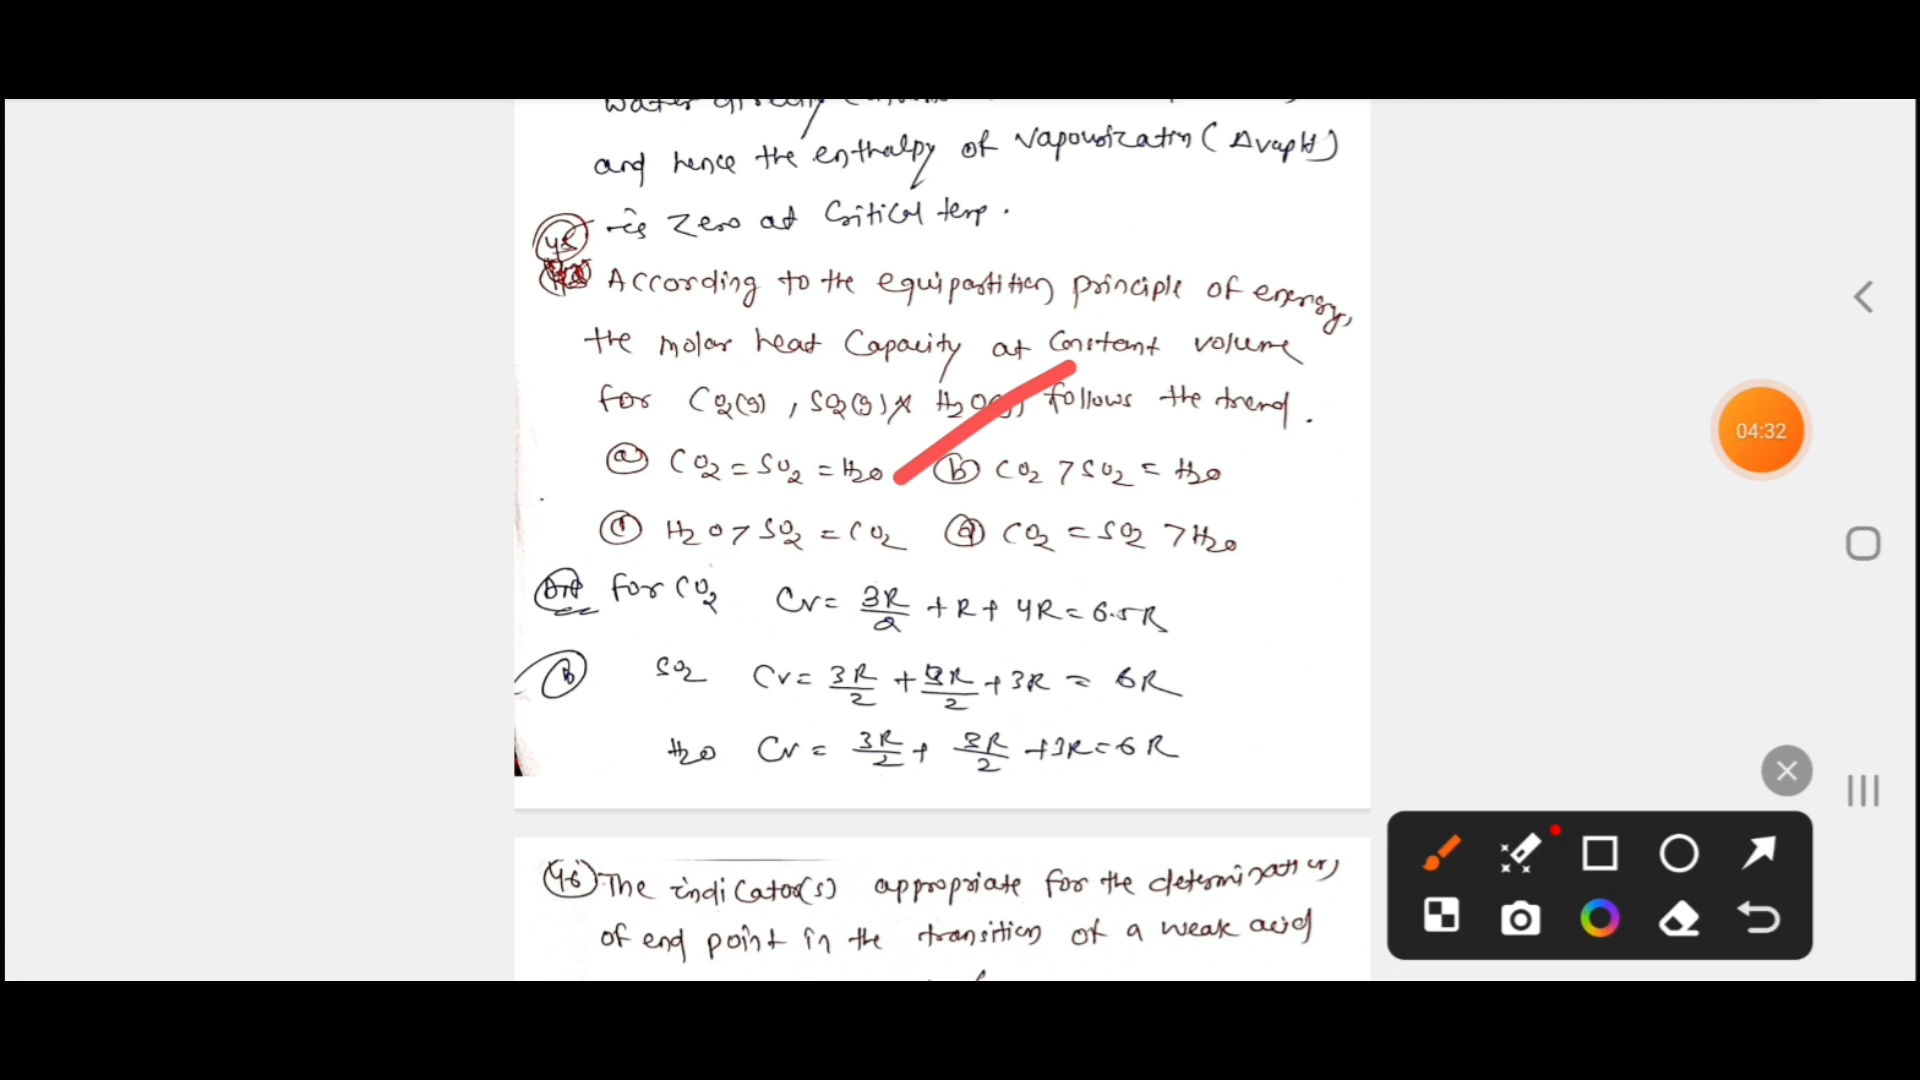 and hence the enthalpy of vapourization (ΔvapH)
is zero at critical temp.
45
According to the equipartition principle of energy,
the molar heat capacity at constant volume
for CO2(g), SO2(g) & H2O(g) follows the trend.
(a) CO2 = SO2 = H2O (b) CO2 > SO2 = H2O
(c) H2O > SO2 = CO2 (d) CO2 = SO2 > H2O
Ans for CO2 Cv = 3R/2 + R + 4R = 6.5R
(B) SO2 Cv = 3R/2 + 3R/2 + 3R = 6R
H2O Cv = 3R/2 + 3R/2 + 3R = 6R
04:32
(46) The indicator(s) appropriate for the
of end point in the of a weak acid